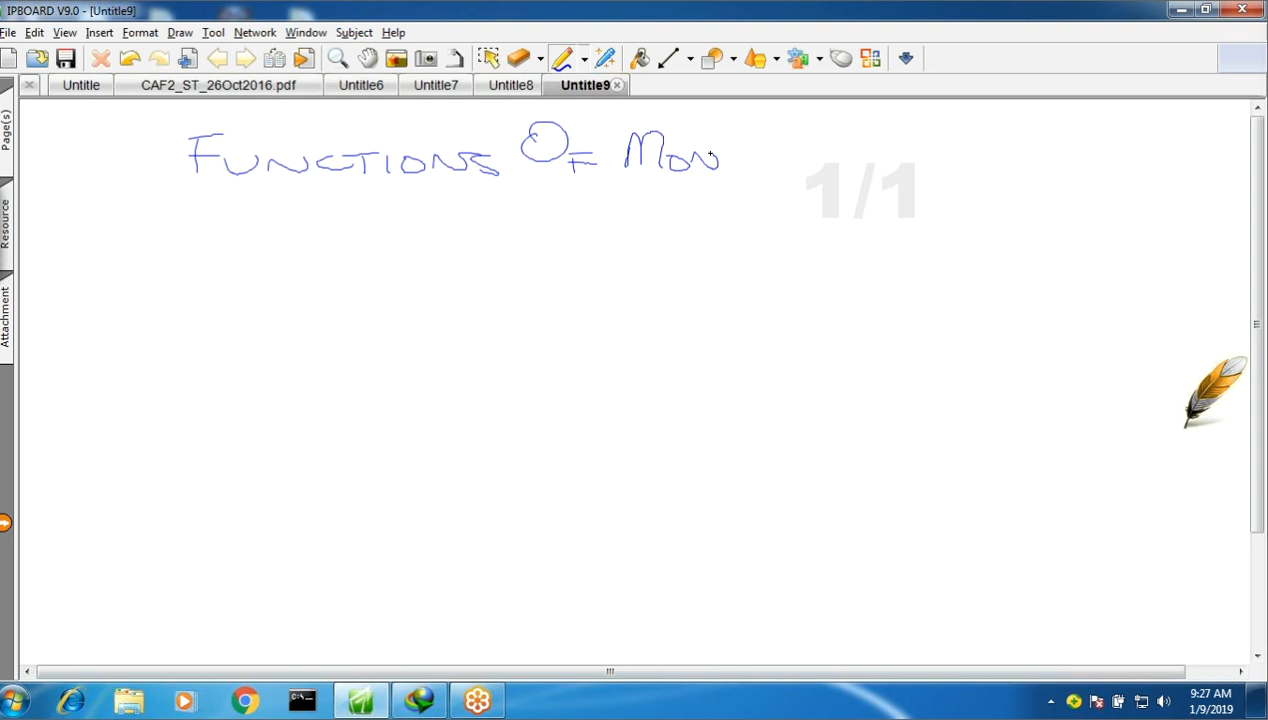 IPBOARD V9.0 - [Untitle9]
File Edit View Insert Format Draw Tool Network Window Subject Help
Untitle CAF2_ST_26Oct2016.pdf Untitle6 Untitle7 Untitle8 Untitle9
Page(s)
Resource
Attachment
FUNCTIONS OF MON
1/1
9:27 AM
1/9/2019